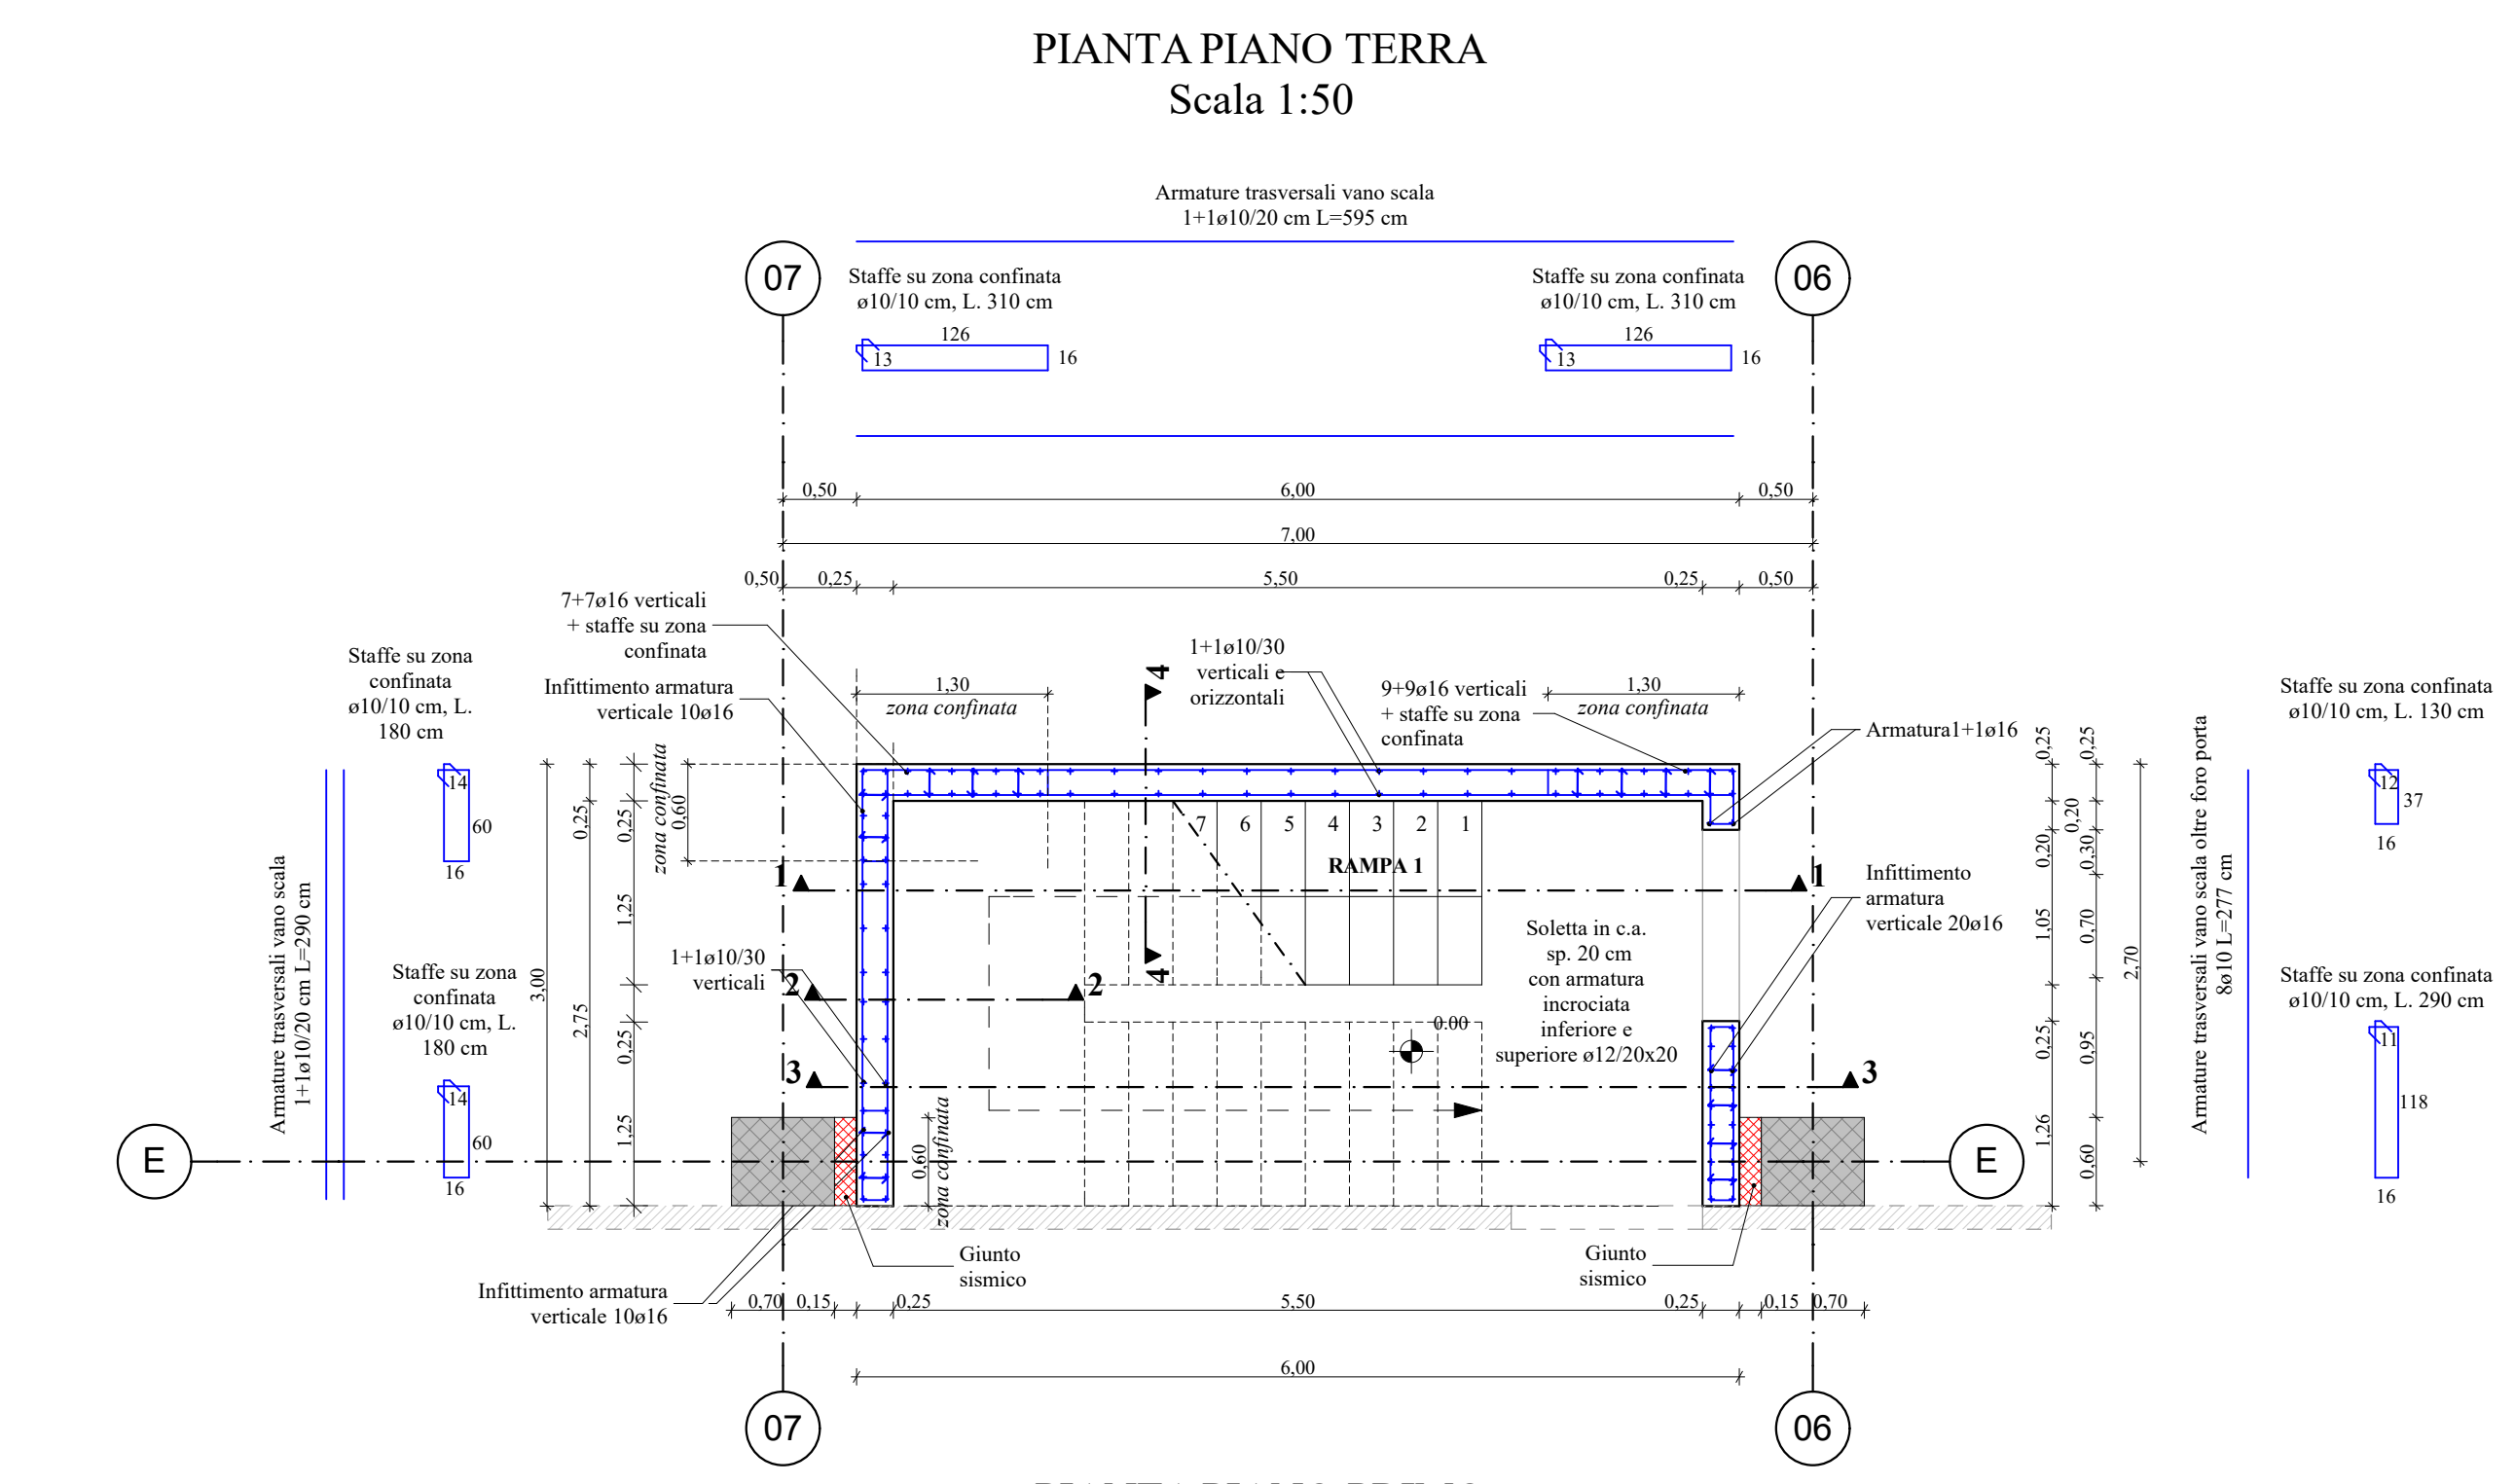 PIANTA PIANO TERRA
Scala 1:50
Armature trasversali vano scala
1+1ø10/20 cm L=595 cm
07
06
Staffe su zona confinata
ø10/10 cm, L. 310 cm
126
13
16
Staffe su zona confinata
ø10/10 cm, L. 310 cm
126
13
16
0,50
6,00
0,50
7,00
0,50
0,25
5,50
0,25
0,50
7+7ø16 verticali
+ staffe su zona
confinata
Infittimento armatura
verticale 10ø16
1,30
zona confinata
4
1+1ø10/30
verticali e
orizzontali
9+9ø16 verticali
+ staffe su zona
confinata
1,30
zona confinata
Armatura1+1ø16
Staffe su zona
confinata
ø10/10 cm, L.
180 cm
14
60
16
Armature trasversali vano scala
1+1ø10/20 cm L=290 cm
Staffe su zona
confinata
ø10/10 cm, L.
180 cm
14
60
16
3,00
0,25
2,75
0,25
1,25
0,25
1,25
zona confinata
0,60
7
6
5
4
3
2
1
RAMPA 1
1
1
4
1+1ø10/30
verticali
2
2
3
3
0.00
Soletta in c.a.
sp. 20 cm
con armatura
incrociata
inferiore e
superiore ø12/20x20
Infittimento
armatura
verticale 20ø16
0,25
0,20
1,05
0,25
1,26
0,25
0,20
0,30
0,70
0,95
0,60
2,70
Armature trasversali vano scala oltre foro porta
8ø10 L=277 cm
Staffe su zona confinata
ø10/10 cm, L. 130 cm
12
37
16
Staffe su zona confinata
ø10/10 cm, L. 290 cm
11
118
16
E
E
0,60
zona confinata
Giunto
sismico
Giunto
sismico
Infittimento armatura
verticale 10ø16
0,70
0,15
0,25
5,50
0,25
0,15
0,70
6,00
07
06